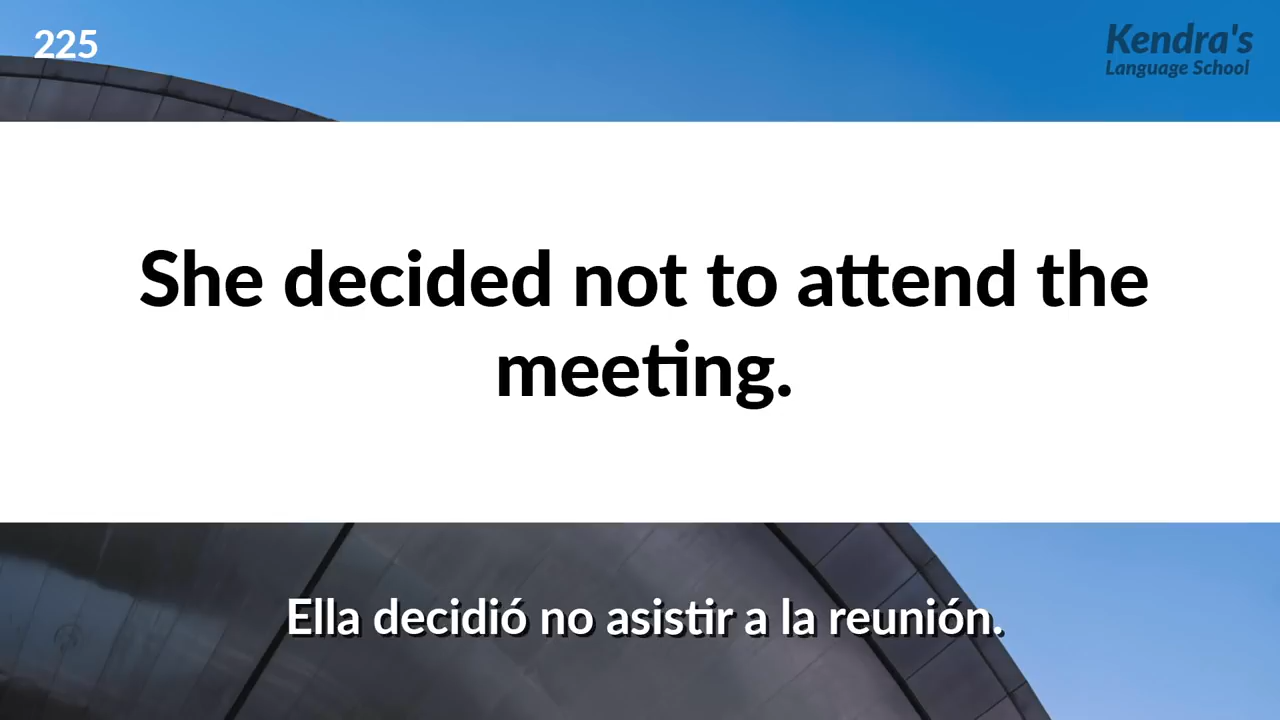 225
Kendra's
Language School
She decided not to attend the
meeting.
Ella decidió no asistir a la reunión.